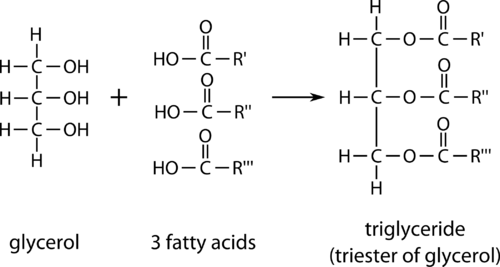 H
H–C–OH
H–C–OH
H–C–OH
H
+
O
HO–C–R'
O
HO–C–R''
O
HO–C–R'''
H O
H–C–O–C–R'
O
H–C–O–C–R''
O
H–C–O–C–R'''
H
glycerol
3 fatty acids
triglyceride
(triester of glycerol)